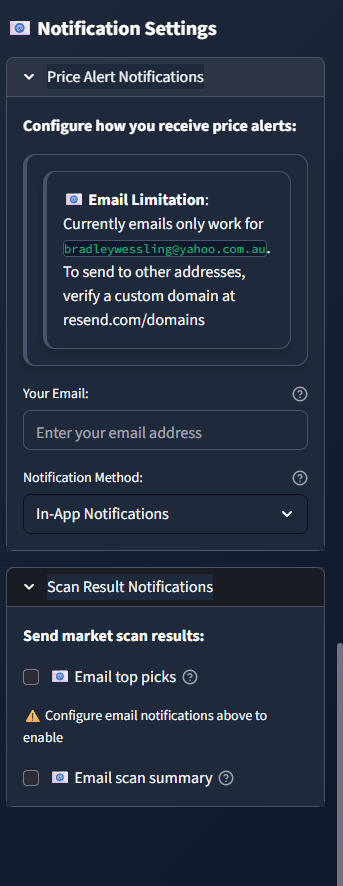 Notification Settings
Price Alert Notifications
Configure how you receive price alerts:
Email Limitation:
Currently emails only work for
bradleywessling@yahoo.com.au.
To send to other addresses,
verify a custom domain at
resend.com/domains
Your Email:
Enter your email address
Notification Method:
In-App Notifications
Scan Result Notifications
Send market scan results:
Email top picks
Configure email notifications above to
enable
Email scan summary